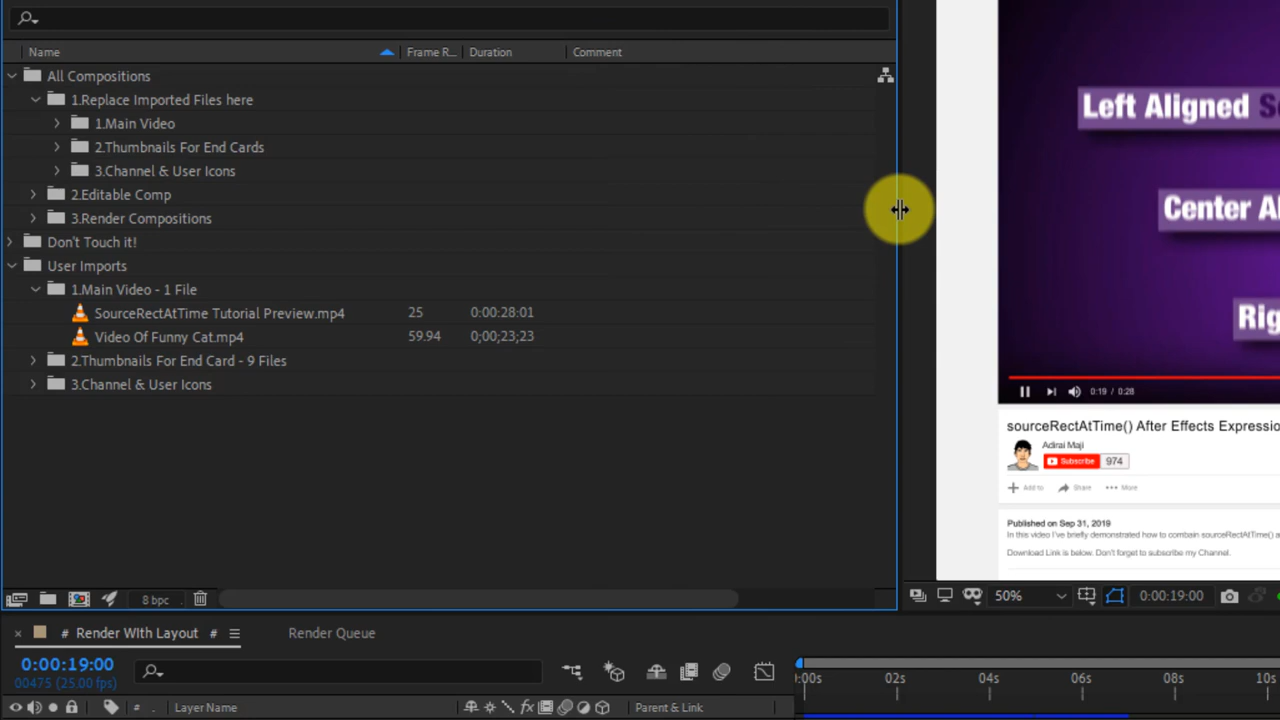 Name Frame R... Duration Comment
All Compositions
1.Replace Imported Files here
1.Main Video
2.Thumbnails For End Cards
3.Channel & User Icons
2.Editable Comp
3.Render Compositions
Don't Touch it!
User Imports
1.Main Video - 1 File
SourceRectAtTime Tutorial Preview.mp4 25 0:00:28:01
Video Of Funny Cat.mp4 59.94 0;00;23;23
2.Thumbnails For End Card - 9 Files
3.Channel & User Icons
8 bpc
Left Aligned
Center
0:19 / 0:28
sourceRectAtTime() After Effects Expression
Adirai Maji
Subscribe 974
Add to Share More
Published on Sep 31, 2019
In this video I've briefly demonstrated how to combain sourceRectAtTime()
Download Link is below. Don't forget to subscribe my Channel.
50% 0:00:19:00
# Render WIth Layout # Render Queue
0:00:19:00
00475 (25.00 fps)
:00s 02s 04s 06s 08s 10s
# Layer Name fx Parent & Link